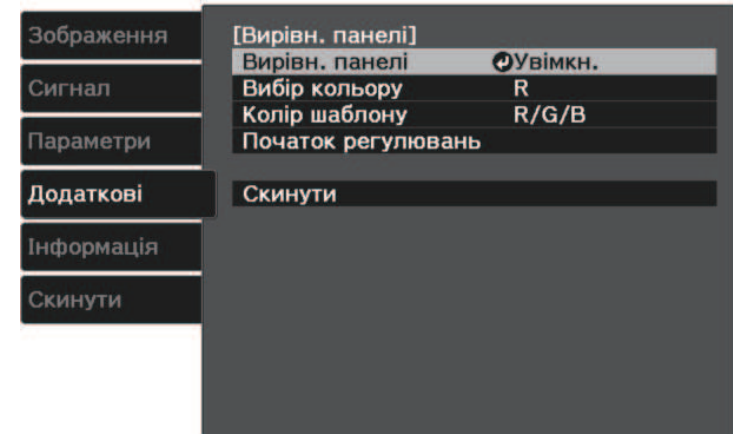 Зображення
Сигнал
Параметри
Додаткові
Інформація
Скинути
[Вирівн. панелі]
Вирівн. панелі Увімкн.
Вибір кольору R
Колір шаблону R/G/B
Початок регулювань
Скинути